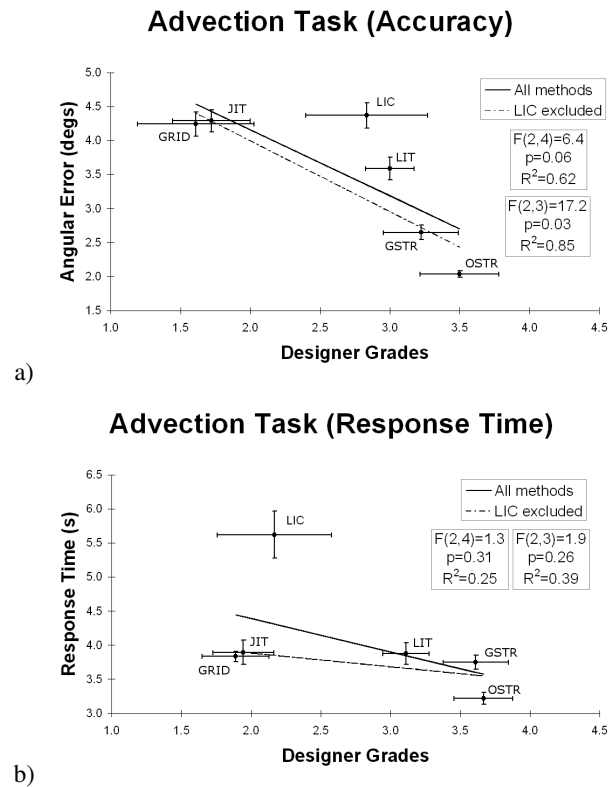 Advection Task (Accuracy)
Angular Error (degs)
5.0
4.5
4.0
3.5
3.0
2.5
2.0
1.5
JIT
GRID
LIC
LIT
GSTR
OSTR
All methods
LIC excluded
F(2,4)=6.4
p=0.06
R²=0.62
F(2,3)=17.2
p=0.03
R²=0.85
1.0 1.5 2.0 2.5 3.0 3.5 4.0 4.5
Designer Grades
a)
Advection Task (Response Time)
Response Time (s)
6.5
6.0
5.5
5.0
4.5
4.0
3.5
3.0
LIC
JIT
GRID
LIT
GSTR
OSTR
All methods
LIC excluded
F(2,4)=1.3 F(2,3)=1.9
p=0.31 p=0.26
R²=0.25 R²=0.39
1.0 1.5 2.0 2.5 3.0 3.5 4.0 4.5
Designer Grades
b)